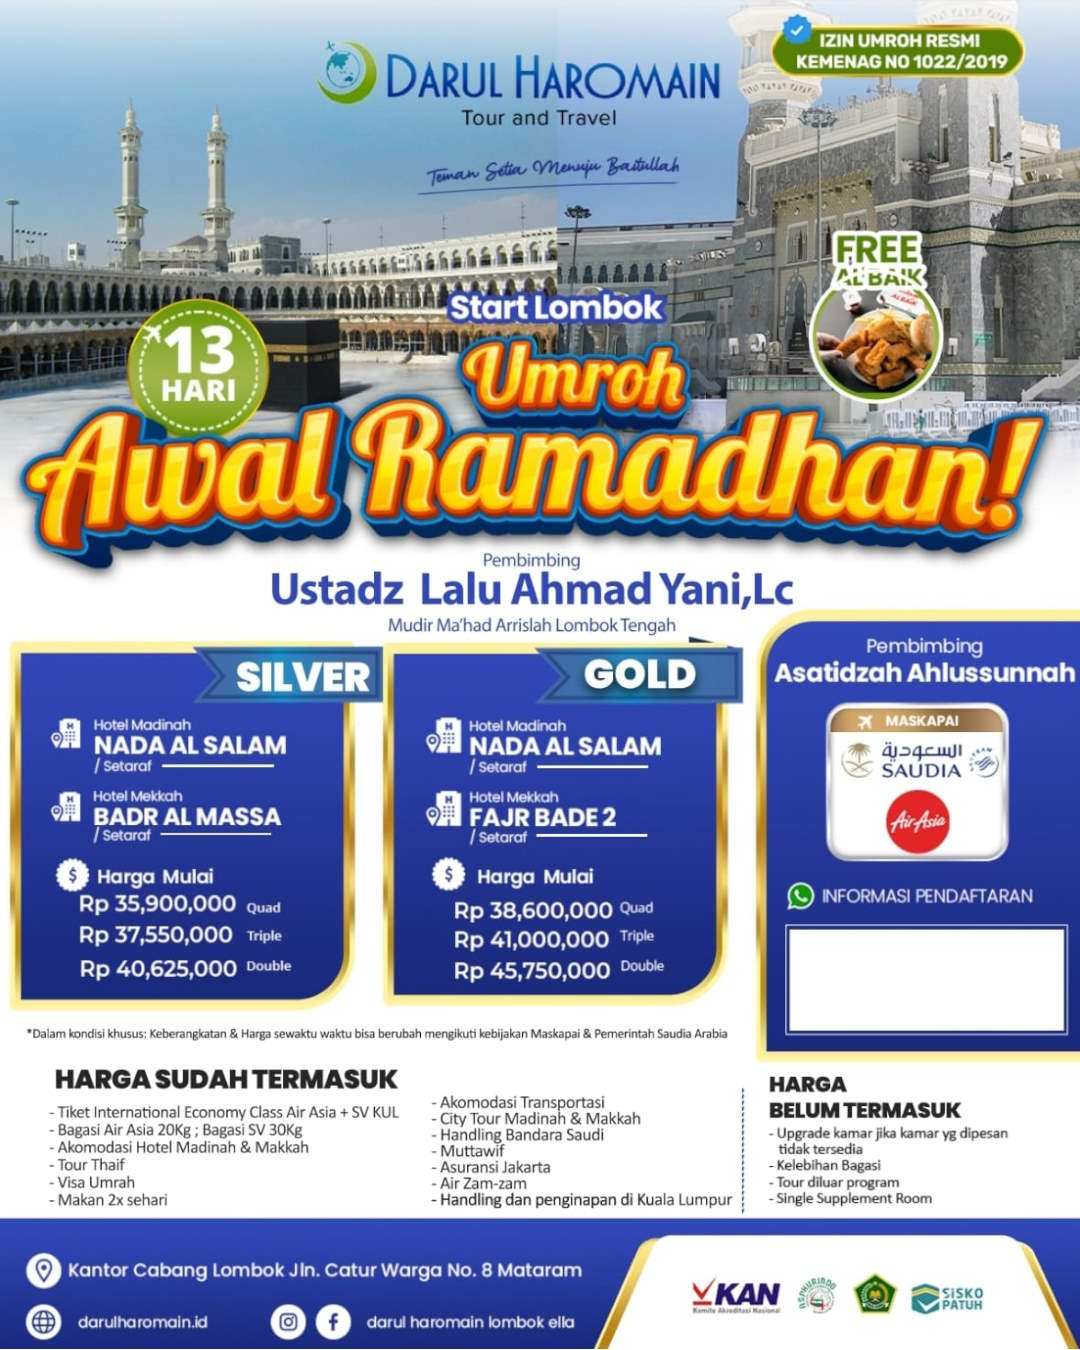 IZIN UMROH RESMI
KEMENAG NO 1022/2019
DARUL HAROMAIN
Tour and Travel
Teman Setia Menuju Baitullah
FREE
AL BAIK
Start Lombok
13
HARI
Umroh
Awal Ramadhan!
Pembimbing
Ustadz Lalu Ahmad Yani,Lc
Mudir Ma'had Arrislah Lombok Tengah
SILVER
Hotel Madinah
NADA AL SALAM
/ Setaraf
Hotel Mekkah
BADR AL MASSA
/ Setaraf
Harga Mulai
Rp 35,900,000 Quad
Rp 37,550,000 Triple
Rp 40,625,000 Double
GOLD
Hotel Madinah
NADA AL SALAM
/ Setaraf
Hotel Mekkah
FAJR BADE 2
/ Setaraf
Harga Mulai
Rp 38,600,000 Quad
Rp 41,000,000 Triple
Rp 45,750,000 Double
Pembimbing
Asatidzah Ahlussunnah
MASKAPAI
السعودية
SAUDIA
SKYTEAM
AirAsia
INFORMASI PENDAFTARAN
*Dalam kondisi khusus: Keberangkatan & Harga sewaktu waktu bisa berubah mengikuti kebijakan Maskapai & Pemerintah Saudia Arabia
HARGA SUDAH TERMASUK
- Tiket International Economy Class Air Asia + SV KUL
- Bagasi Air Asia 20Kg ; Bagasi SV 30Kg
- Akomodasi Hotel Madinah & Makkah
- Tour Thaif
- Visa Umrah
- Makan 2x sehari
- Akomodasi Transportasi
- City Tour Madinah & Makkah
- Handling Bandara Saudi
- Muttawif
- Asuransi Jakarta
- Air Zam-zam
- Handling dan penginapan di Kuala Lumpur
HARGA
BELUM TERMASUK
- Upgrade kamar jika kamar yg dipesan
tidak tersedia
- Kelebihan Bagasi
- Tour diluar program
- Single Supplement Room
Kantor Cabang Lombok Jln. Catur Warga No. 8 Mataram
darulharomain.id
darul haromain lombok ella
KAN
Komite Akreditasi Nasional
ASPHURINDO
SiSKO
PATUH